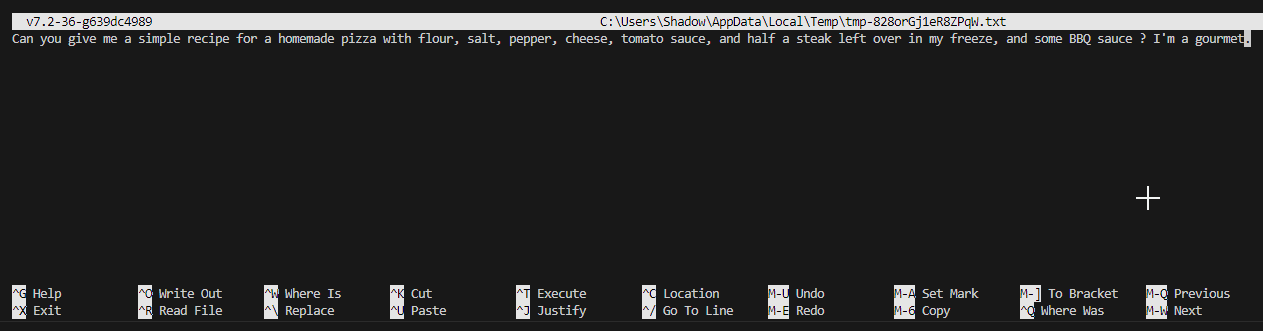 v7.2-36-g639dc4989 C:\Users\Shadow\AppData\Local\Temp\tmp-828orGj1eR8ZPqW.txt
Can you give me a simple recipe for a homemade pizza with flour, salt, pepper, cheese, tomato sauce, and half a steak left over in my freeze, and some BBQ sauce ? I'm a gourmet.
^G Help ^O Write Out ^W Where Is ^K Cut ^T Execute ^C Location M-U Undo M-A Set Mark M-] To Bracket M-Q Previous
^X Exit ^R Read File ^\ Replace ^U Paste ^J Justify ^/ Go To Line M-E Redo M-6 Copy ^Q Where Was M-W Next